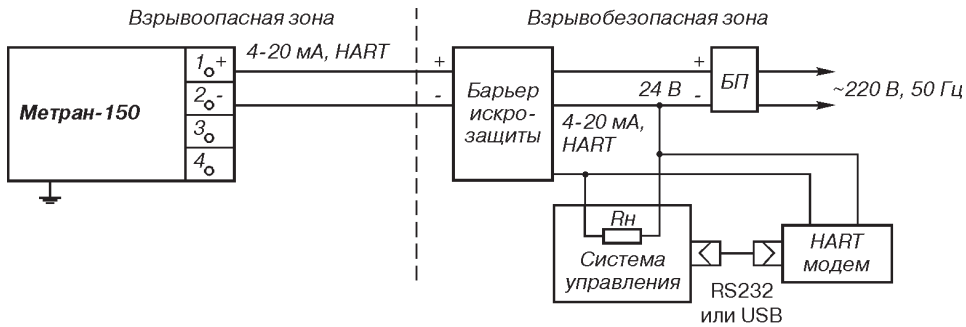 Взрывоопасная зона
Взрывобезопасная зона
Метран-150
1 +
2 -
3
4
4-20 мА, HART
+
-
Барьер
искро-
защиты
+
24 В -
БП
~220 В, 50 Гц
4-20 мА,
HART
Rн
Система
управления
HART
модем
RS232
или USB